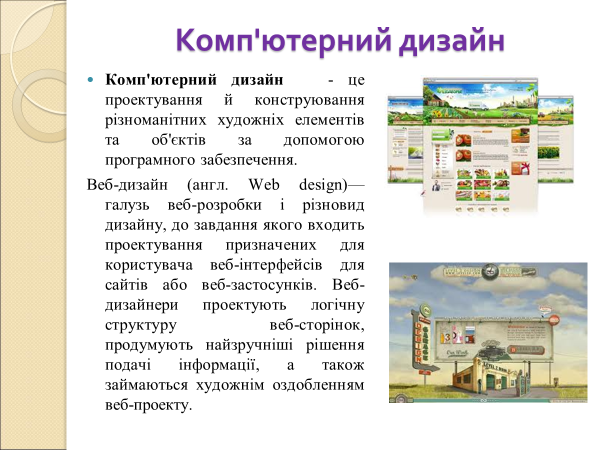 Комп'ютерний дизайн
Комп'ютерний дизайн - це
проектування й конструювання
різноманітних художніх елементів
та об'єктів за допомогою
програмного забезпечення.
Веб-дизайн (англ. Web design)—
галузь веб-розробки і різновид
дизайну, до завдання якого входить
проектування призначених для
користувача веб-інтерфейсів для
сайтів або веб-застосунків. Веб-
дизайнери проектують логічну
структуру веб-сторінок,
продумують найзручніші рішення
подачі інформації, а також
займаються художнім оздобленням
веб-проекту.
DESIGN
GARAGE